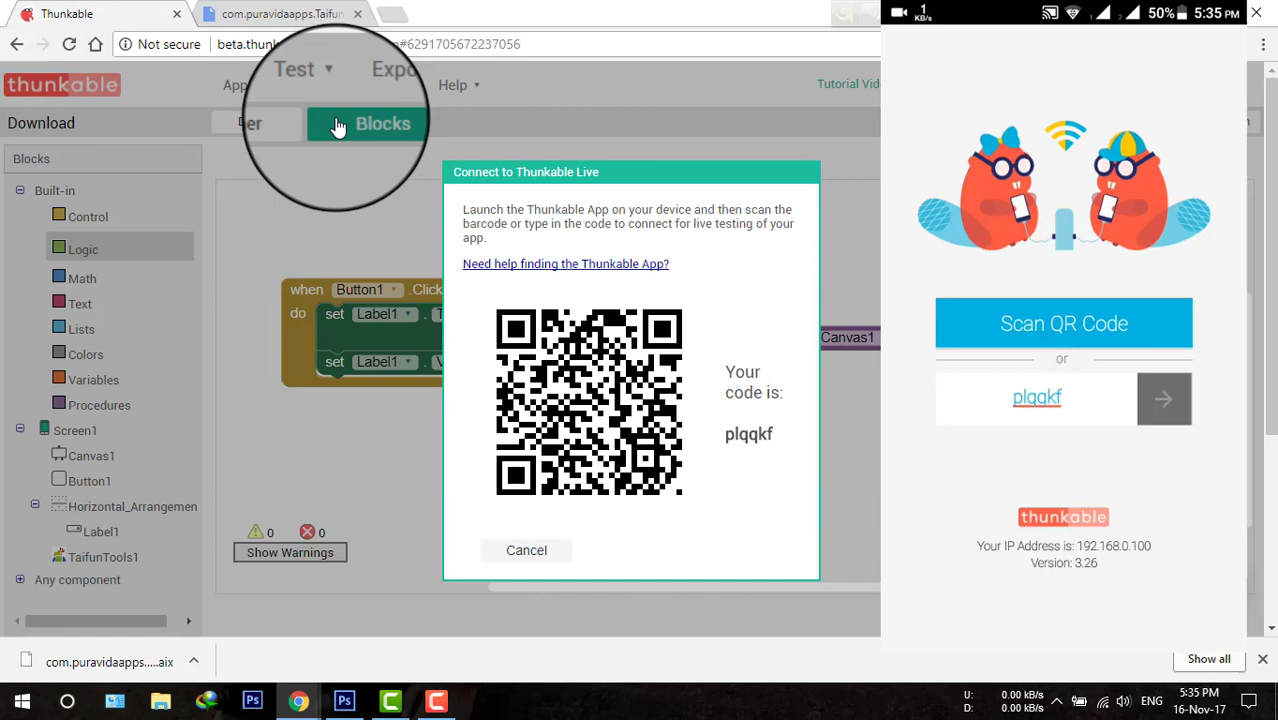 Thunkable
com.puravidaapps.Taifun
Not secure
beta.thunk
n#6291705672237056
thunkable
App
Test
Expo
Help
Tutorial Vid
Download
er
Blocks
Blocks
Built-in
Control
Logic
Math
Text
Lists
Colors
Variables
Procedures
Screen1
Canvas1
Button1
Horizontal_Arrangemen
Label1
TaifunTools1
Any component
when Button1 .Click
do set Label1 . T
set Label1 . V
Canvas1
0 0
Show Warnings
Connect to Thunkable Live
Launch the Thunkable App on your device and then scan the
barcode or type in the code to connect for live testing of your
app.
Need help finding the Thunkable App?
Your
code is:
plqqkf
Cancel
1
KB/s
1
2
50% 5:35 PM
Scan QR Code
or
plqqkf
thunkable
Your IP Address is: 192.168.0.100
Version: 3.26
com.puravidaapps.....aix
Show all
U: 0.00 kB/s
D: 0.00 kB/s
ENG
5:35 PM
16-Nov-17